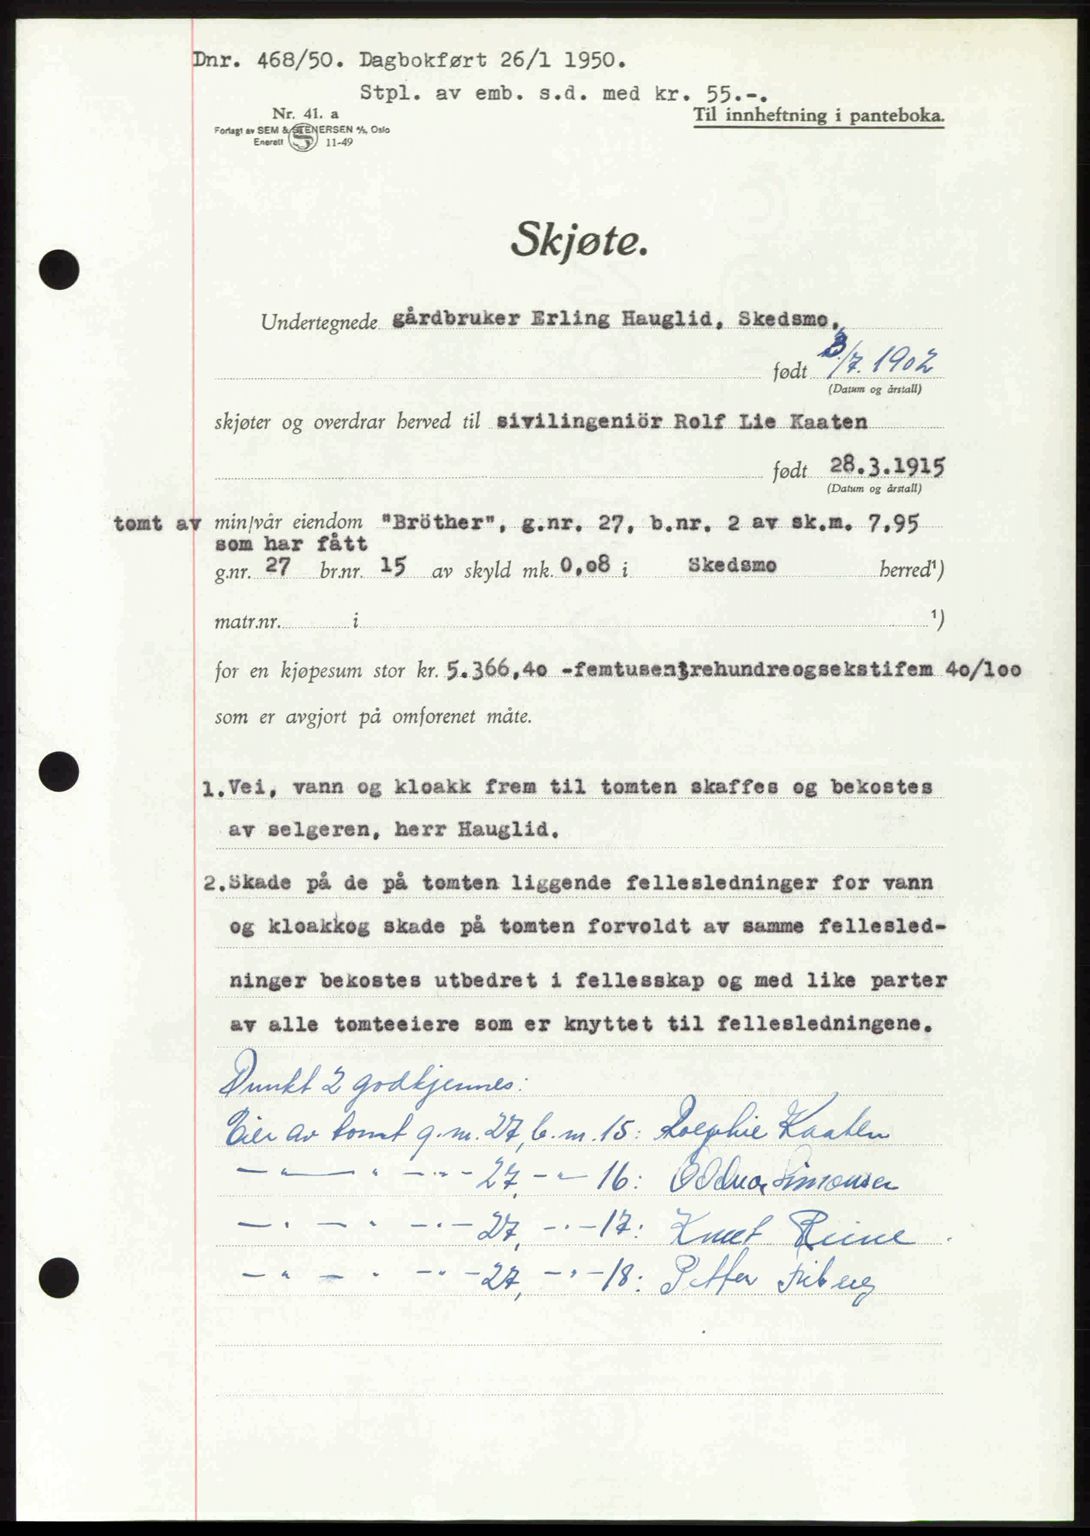 Dnr. 468/50. Dagbokført 26/1 1950.
Stpl. av emb. s.d. med kr. 55.-.
Nr. 41. a
Forlagt av SEM & STENERSEN A/S, Oslo
Enerett S 11-49
Til innheftning i panteboka.
Skjøte.
Undertegnede gårdbruker Erling Hauglid, Skedsmo,
født 3/7. 1902
(Datum og årstall)
skjøter og overdrar herved til sivilingeniör Rolf Lie Kaaten
født 28.3.1915
(Datum og årstall)
tomt av min/vår eiendom "Bröther", g.nr. 27, b.nr. 2 av sk.m. 7,95
som har fått
g.nr. 27 br.nr. 15 av skyld mk. 0,08 i Skedsmo herred¹)
matr.nr. i ¹)
for en kjøpesum stor kr. 5.366,40 -femtusentrehundreogsekstifem 40/100
som er avgjort på omforenet måte.
1. Vei, vann og kloakk frem til tomten skaffes og bekostes
av selgeren, herr Hauglid.
2. Skade på de på tomten liggende fellesledninger for vann
og kloakkog skade på tomten forvoldt av samme fellesled-
ninger bekostes utbedret i fellesskap og med like parter
av alle tomteeiere som er knyttet til fellesledningene.
Punkt 2 godkjennes:
Eier av tomt g.nr. 27, b.nr. 15: Kaaten
— " — " — " — 27, — " — 16: Oddvar Simonsen
— " — " — " — 27, — " — 17: Knut
— " — " — " — 27, — " — 18: Petter Friberg